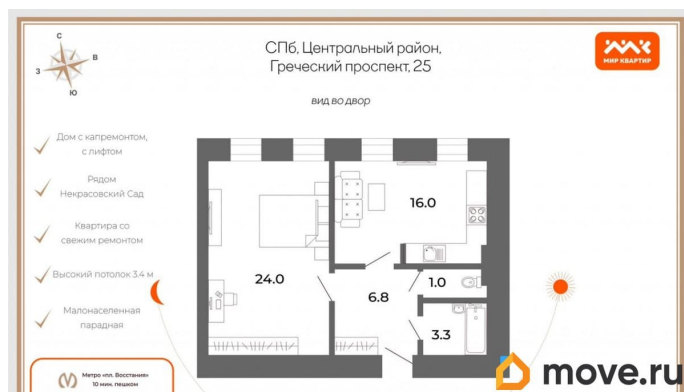 С
В
З
Ю
СПб, Центральный район,
Греческий проспект, 25
МИР КВАРТИР
вид во двор
Дом с капремонтом,
с лифтом
Рядом
Некрасовский Сад
Квартира со
свежим ремонтом
Высокий потолок 3.4 м
Малонаселенная
парадная
16.0
24.0
6.8
1.0
3.3
Метро «пл. Восстания»
10 мин. пешком
move.ru